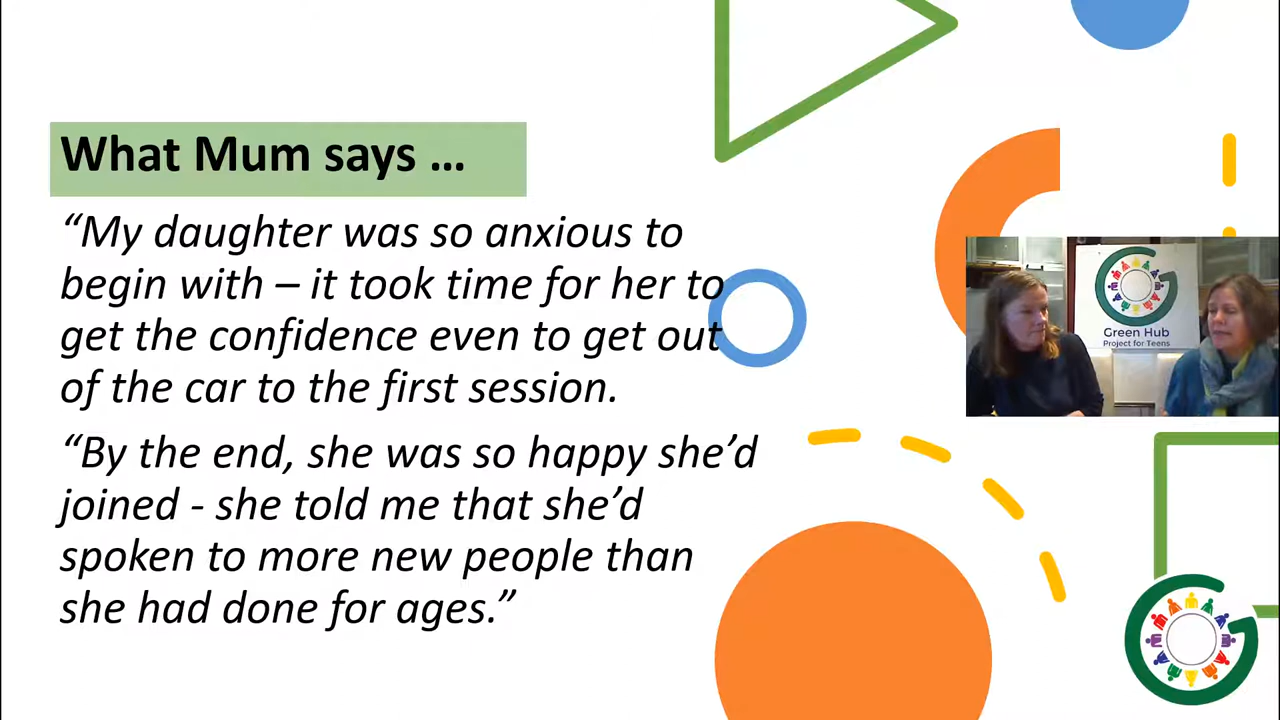 What Mum says …
“My daughter was so anxious to
begin with – it took time for her to
get the confidence even to get out
of the car to the first session.
“By the end, she was so happy she’d
joined - she told me that she’d
spoken to more new people than
she had done for ages.”
Green Hub
Project for Teens